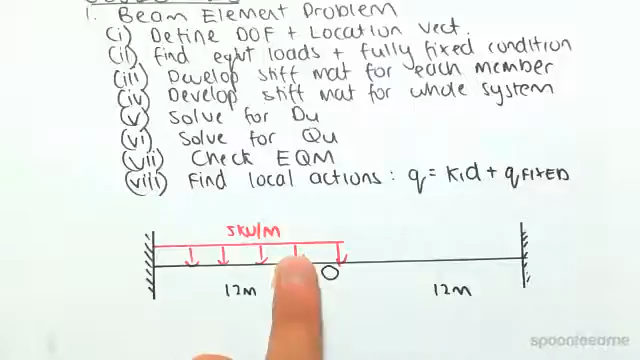 1. Beam Element Problem
(i) Define DOF + Location vect.
(ii) find eqvt loads + fully fixed condition
(iii) Develop stiff mat for each member
(iv) Develop stiff mat for whole system
(v) Solve for Du
(vi) Solve for Qu
(vii) Check EQM
(viii) Find local actions: q = K1d + qFIXED
5kN/M
12M
12M
spoonfeedme